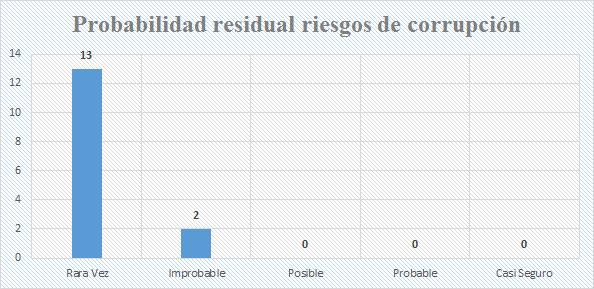 Probabilidad residual riesgos de corrupción
14
12
10
8
6
4
2
0
13
2
0
0
0
Rara Vez
Improbable
Posible
Probable
Casi Seguro